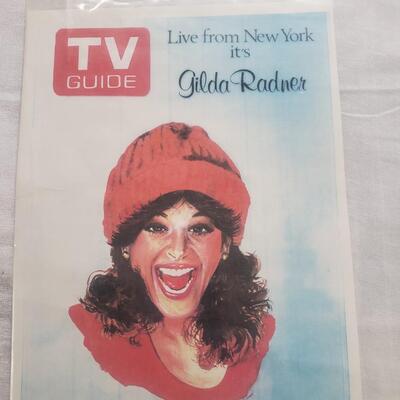 TV
GUIDE
Live from New York
it's
Gilda Radner